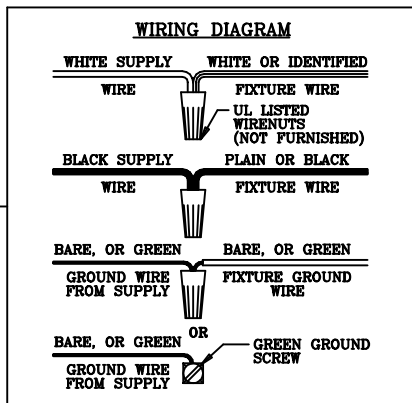 WIRING DIAGRAM
WHITE SUPPLY WHITE OR IDENTIFIED
WIRE FIXTURE WIRE
UL LISTED
WIRENUTS
(NOT FURNISHED)
BLACK SUPPLY PLAIN OR BLACK
WIRE FIXTURE WIRE
BARE, OR GREEN BARE, OR GREEN
GROUND WIRE FIXTURE GROUND
FROM SUPPLY WIRE
OR
BARE, OR GREEN GREEN GROUND
SCREW
GROUND WIRE
FROM SUPPLY